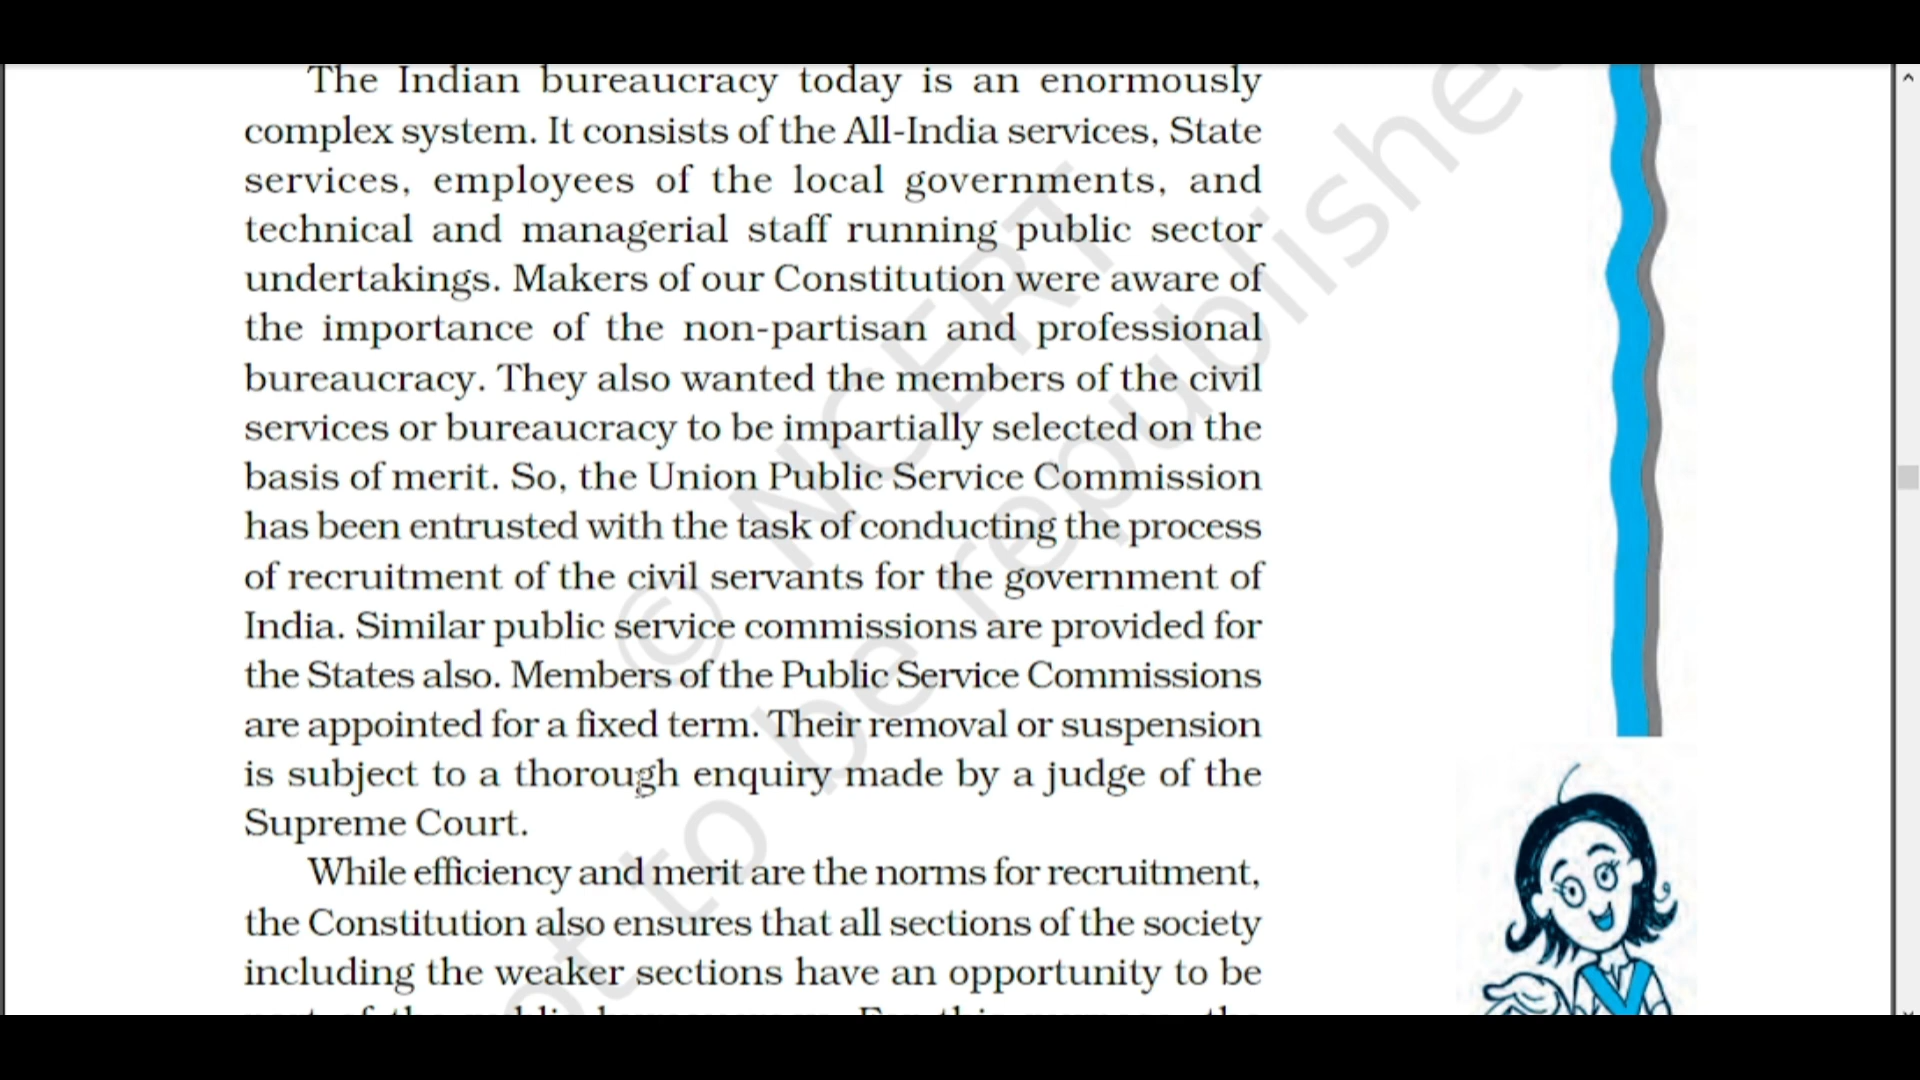 The Indian bureaucracy today is an enormously
complex system. It consists of the All-India services, State
services, employees of the local governments, and
technical and managerial staff running public sector
undertakings. Makers of our Constitution were aware of
the importance of the non-partisan and professional
bureaucracy. They also wanted the members of the civil
services or bureaucracy to be impartially selected on the
basis of merit. So, the Union Public Service Commission
has been entrusted with the task of conducting the process
of recruitment of the civil servants for the government of
India. Similar public service commissions are provided for
the States also. Members of the Public Service Commissions
are appointed for a fixed term. Their removal or suspension
is subject to a thorough enquiry made by a judge of the
Supreme Court.
While efficiency and merit are the norms for recruitment,
the Constitution also ensures that all sections of the society
including the weaker sections have an opportunity to be
© NCERT
to be republished